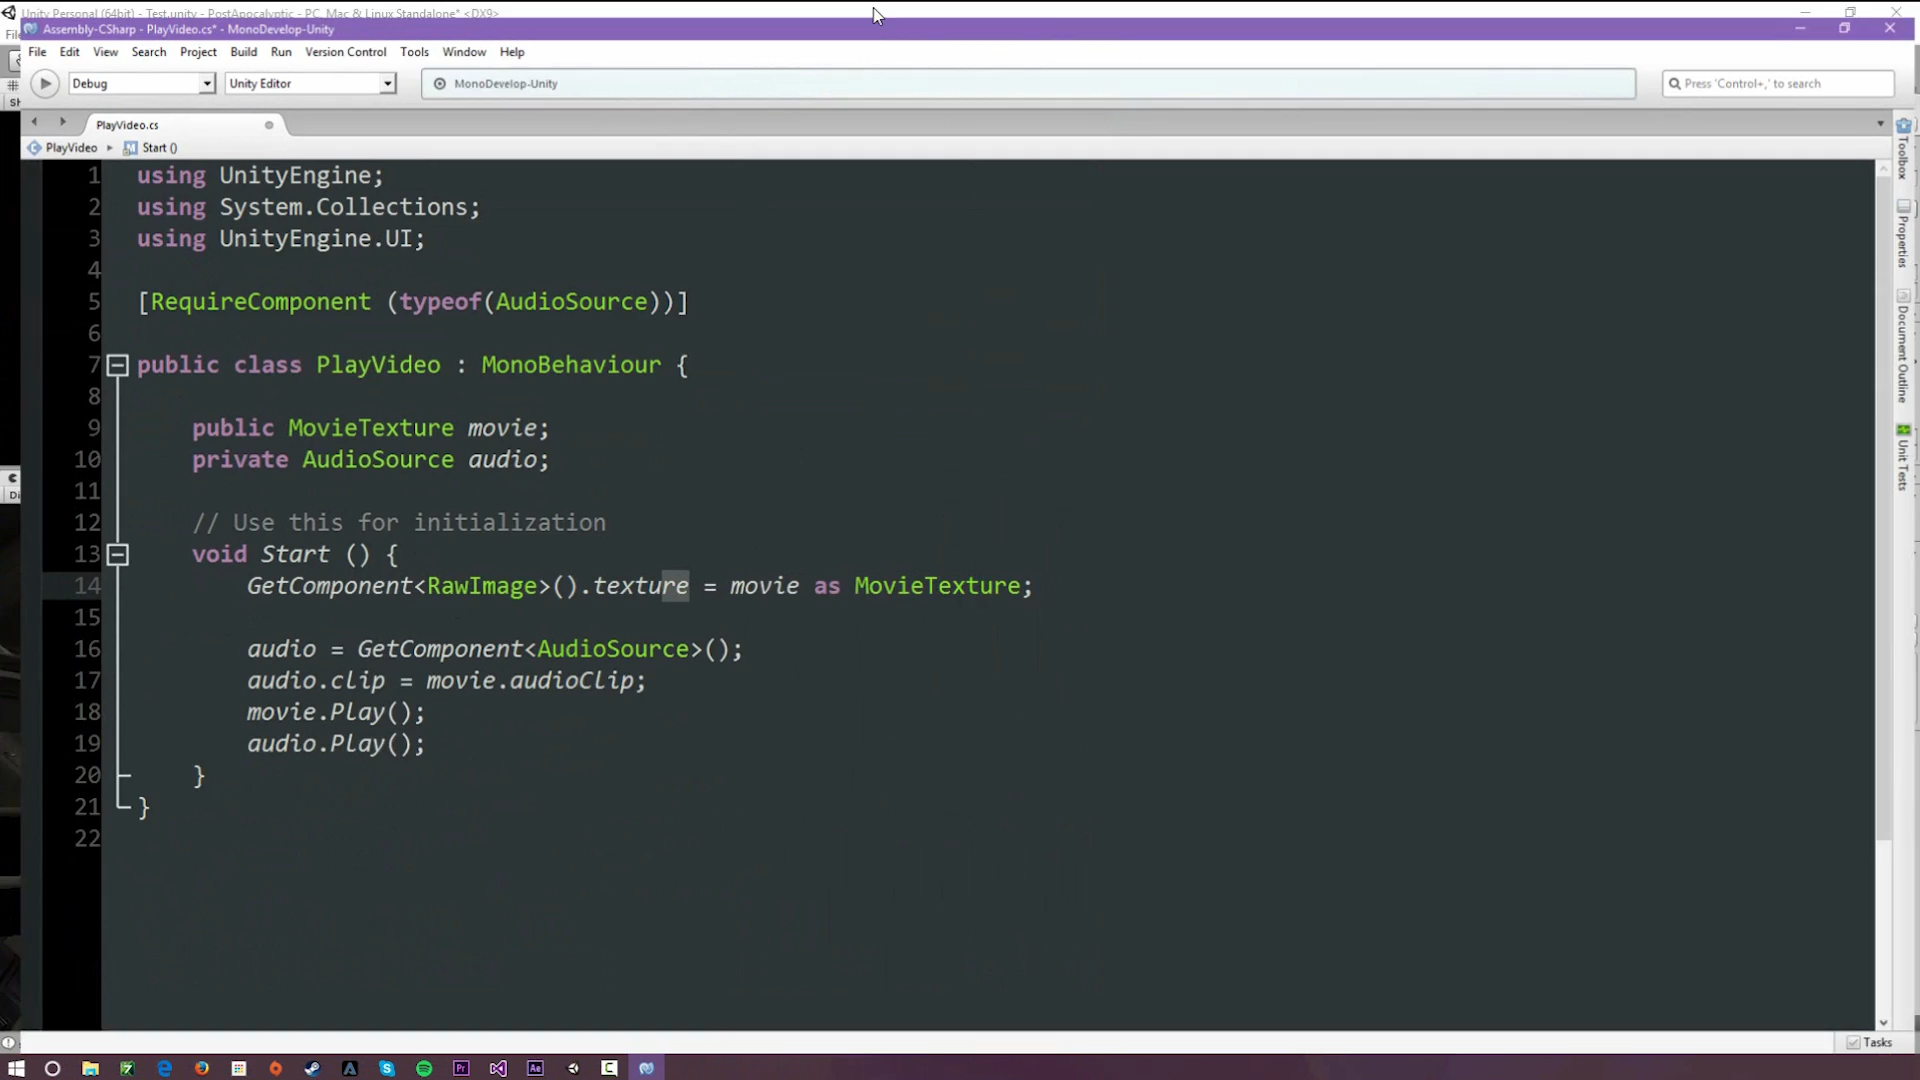 Unity Personal (64bit) - Test.unity - PostApocalyptic - PC, Mac & Linux Standalone* <DX9>
Assembly-CSharp - PlayVideo.cs* - MonoDevelop-Unity
File Edit View Search Project Build Run Version Control Tools Window Help
Debug Unity Editor MonoDevelop-Unity Press 'Control+,' to search
PlayVideo.cs
PlayVideo Start ()
1 using UnityEngine;
2 using System.Collections;
3 using UnityEngine.UI;
4
5 [RequireComponent (typeof(AudioSource))]
6
7 public class PlayVideo : MonoBehaviour {
8
9 public MovieTexture movie;
10 private AudioSource audio;
11
12 // Use this for initialization
13 void Start () {
14 GetComponent<RawImage>().texture = movie as MovieTexture;
15
16 audio = GetComponent<AudioSource>();
17 audio.clip = movie.audioClip;
18 movie.Play();
19 audio.Play();
20 }
21 }
22
Toolbox
Properties
Document Outline
Unit Tests
Tasks